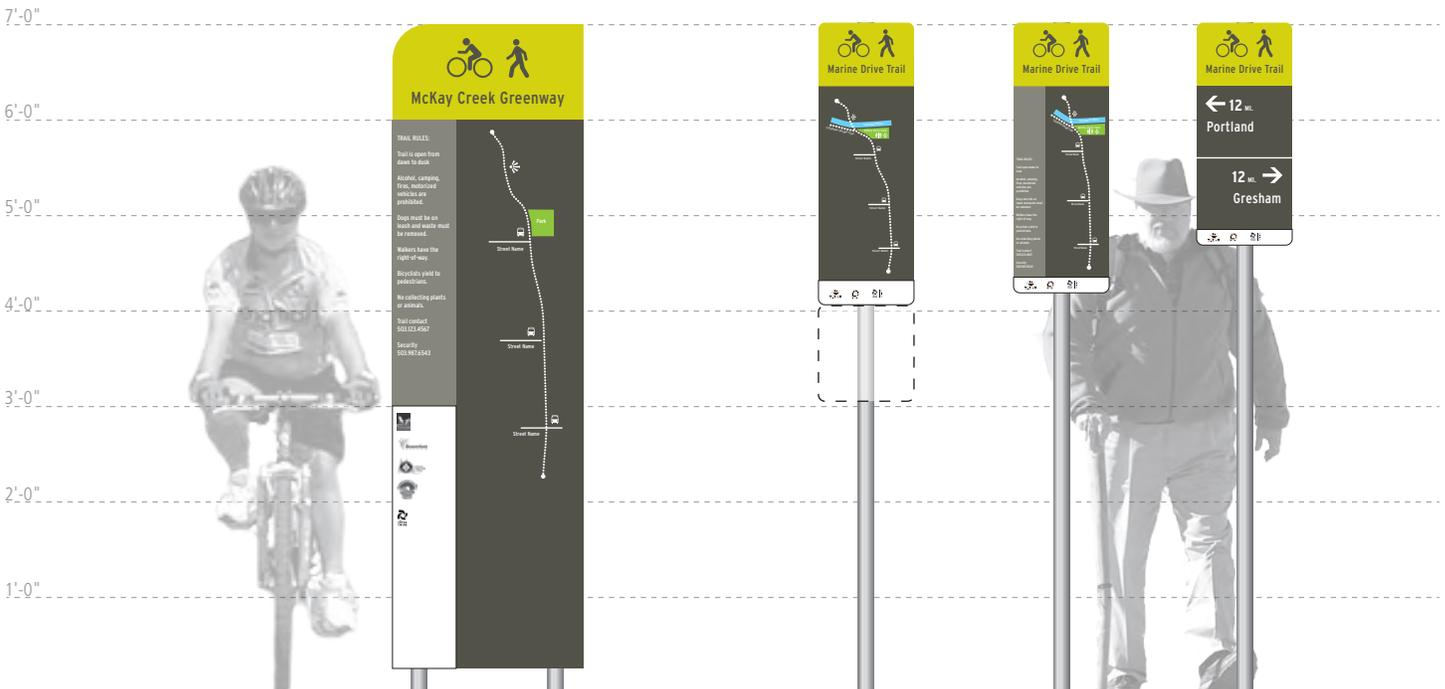 7'-0"
6'-0"
5'-0"
4'-0"
3'-0"
2'-0"
1'-0"
McKay Creek Greenway
TRAIL RULES:
Trail is open from
dawn to dusk
Alcohol, camping,
fires, motorized
vehicles are
prohibited.
Dogs must be on
leash and waste must
be removed.
Walkers have the
right-of-way.
Bicyclists yield to
pedestrians.
No collecting plants
or animals.
Trail contact
503.123.4567
Security
503.987.6543
Park
Street Name
Street Name
Street Name
Marine Drive Trail
Marine Drive Trail
Marine Drive Trail
12 MI.
Portland
12 MI.
Gresham